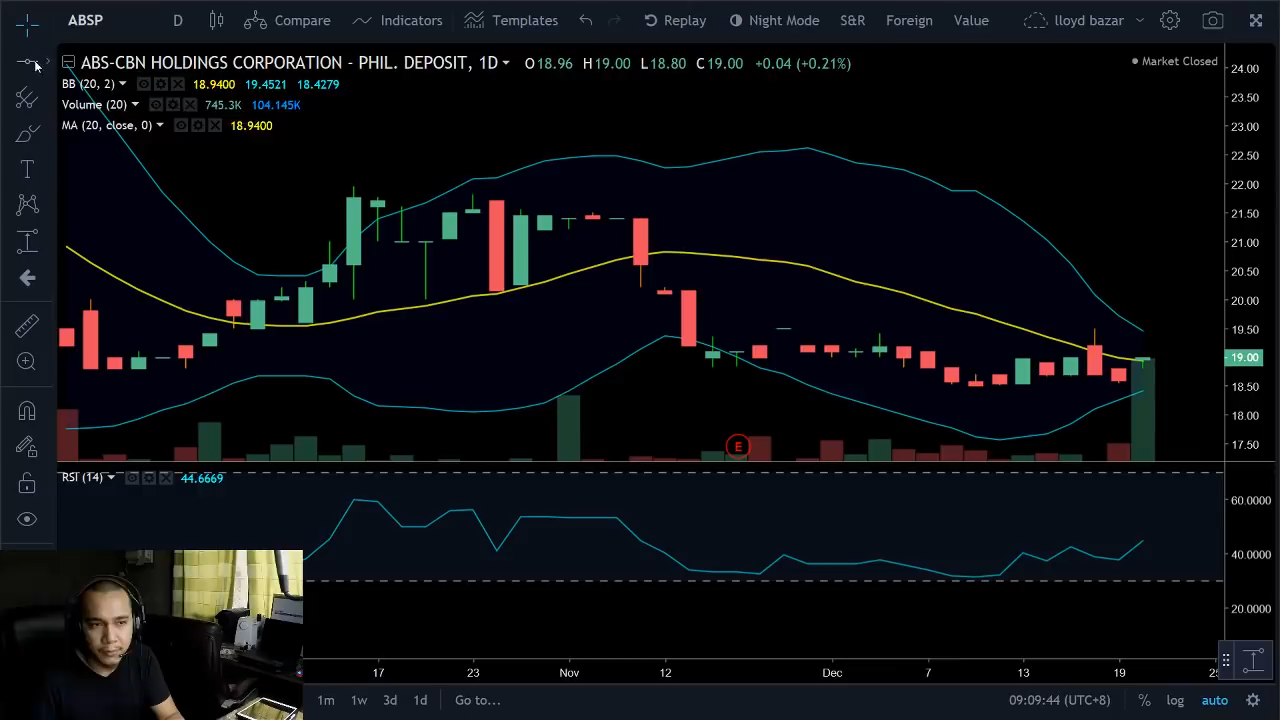 ABSP D Compare Indicators Templates Replay Night Mode S&R Foreign Value lloyd bazar
ABS-CBN HOLDINGS CORPORATION - PHIL. DEPOSIT, 1D O18.96 H19.00 L18.80 C19.00 +0.04 (+0.21%) Market Closed
BB (20, 2) 18.9400 19.4521 18.4279
Volume (20) 745.3K 104.145K
MA (20, close, 0) 18.9400
24.00
23.50
23.00
22.50
22.00
21.50
21.00
20.50
20.00
19.50
19.00
18.50
18.00
17.50
E
RSI (14) 44.6669
60.0000
40.0000
20.0000
17 23 Nov 12 Dec 7 13 19
1m 1w 3d 1d Go to... 09:09:44 (UTC+8) % log auto